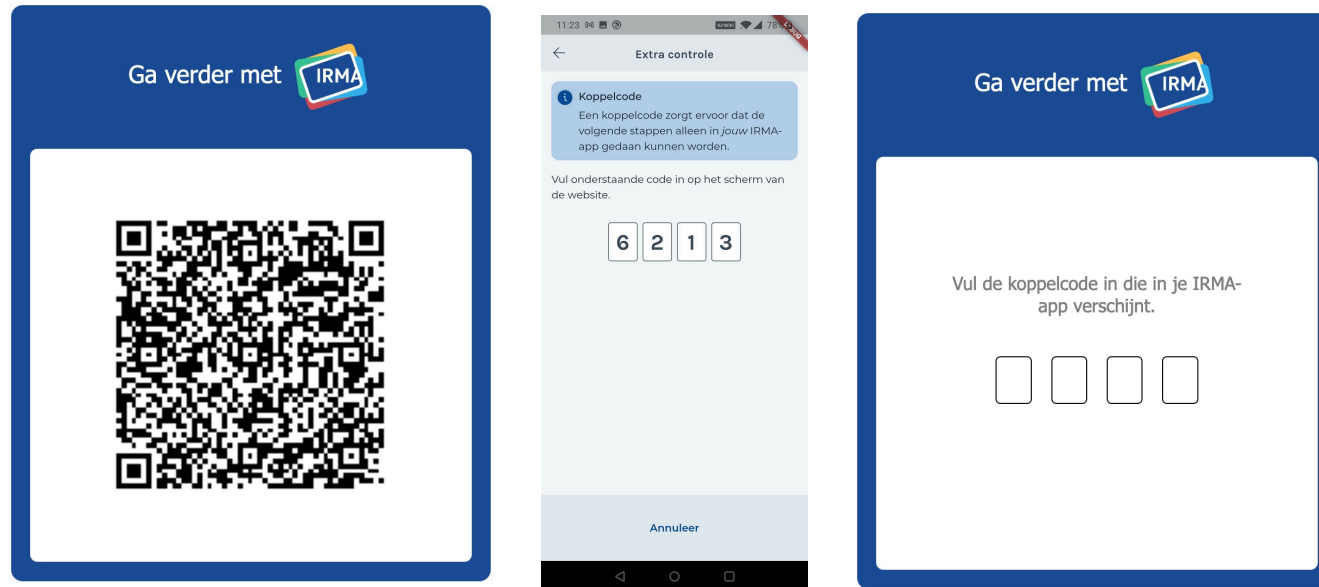 Ga verder met IRMA
11:23
78
Extra controle
Koppelcode
Een koppelcode zorgt ervoor dat de
volgende stappen alleen in jouw IRMA-
app gedaan kunnen worden.
Vul onderstaande code in op het scherm van
de website.
6 2 1 3
Annuleer
Ga verder met IRMA
Vul de koppelcode in die in je IRMA-
app verschijnt.